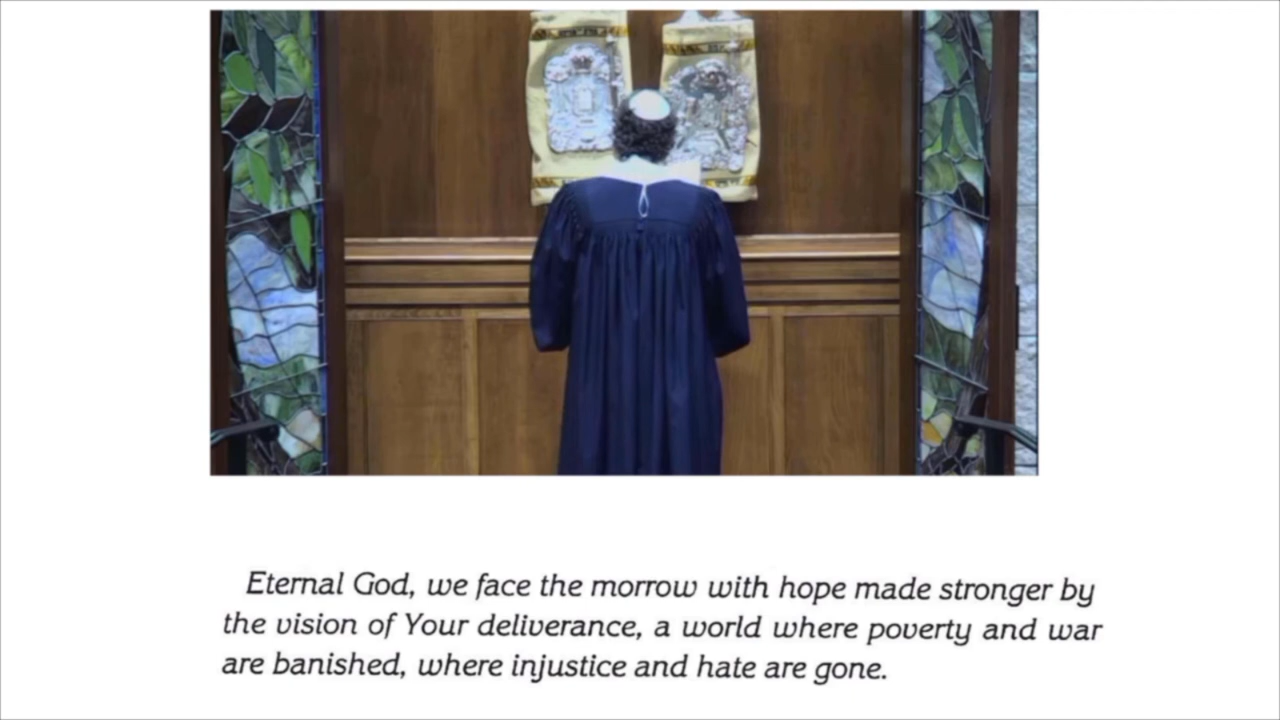 Eternal God, we face the morrow with hope made stronger by
the vision of Your deliverance, a world where poverty and war
are banished, where injustice and hate are gone.